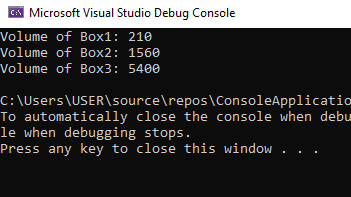 Microsoft Visual Studio Debug Console
Volume of Box1: 210
Volume of Box2: 1560
Volume of Box3: 5400
C:\Users\USER\source\repos\ConsoleApplicatio
To automatically close the console when debu
le when debugging stops.
Press any key to close this window . . .